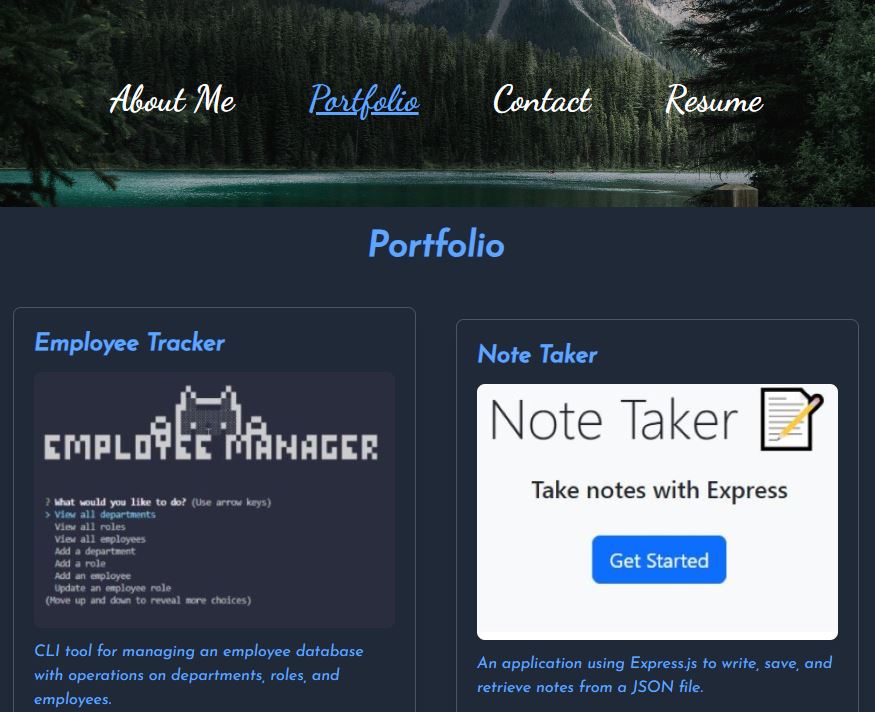 About Me
Portfolio
Contact
Resume
Portfolio
Employee Tracker
EMPLOYEE MANAGER
? What would you like to do? (Use arrow keys)
> View all departments
View all roles
View all employees
Add a department
Add a role
Add an employee
Update an employee role
(Move up and down to reveal more choices)
CLI tool for managing an employee database
with operations on departments, roles, and
employees.
Note Taker
Note Taker
Take notes with Express
Get Started
An application using Express.js to write, save, and
retrieve notes from a JSON file.